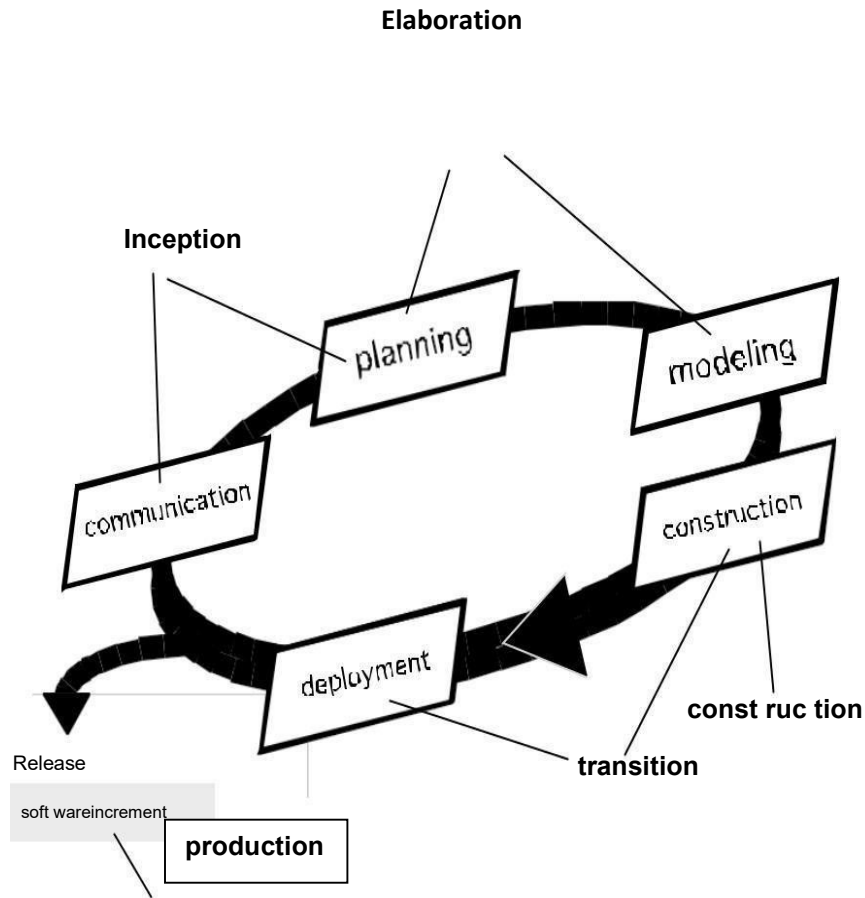 Elaboration
Inception
planning
modeling
communication
construction
deployment
const ruc tion
transition
Release
soft wareincrement
production